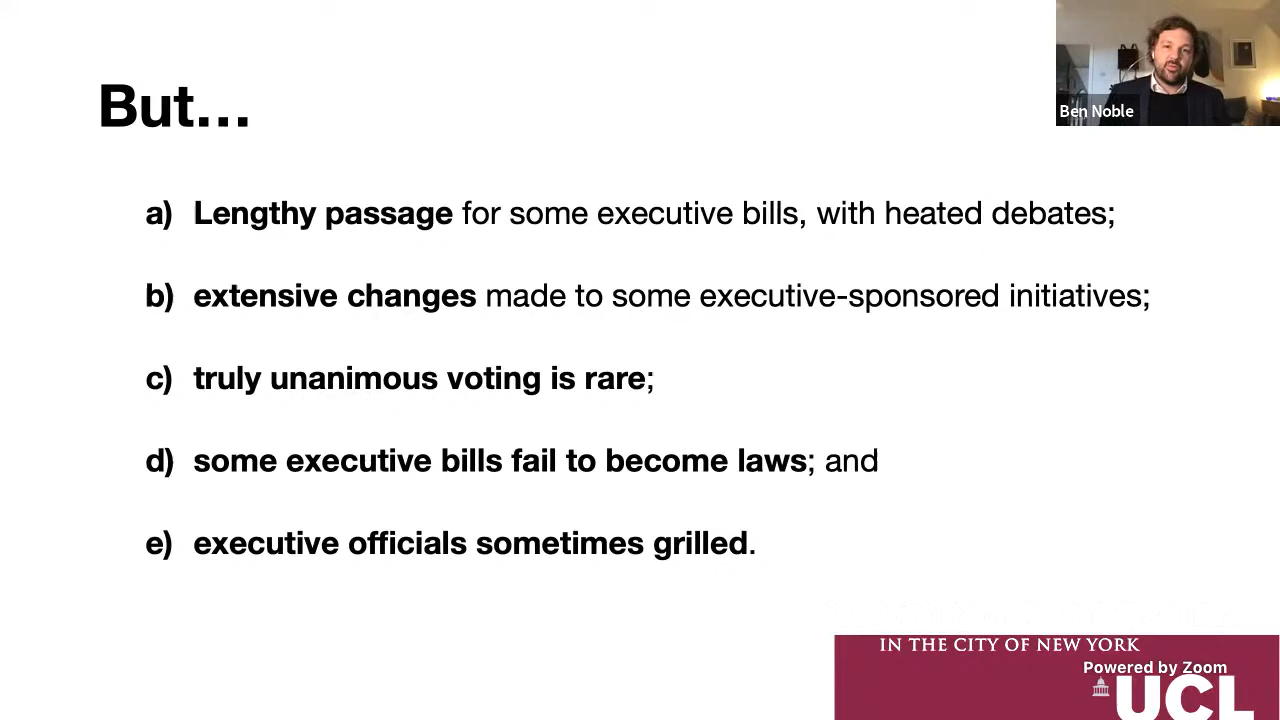 But...
Ben Noble
a) Lengthy passage for some executive bills, with heated debates;
b) extensive changes made to some executive-sponsored initiatives;
c) truly unanimous voting is rare;
d) some executive bills fail to become laws; and
e) executive officials sometimes grilled.
IN THE CITY OF NEW YORK
Powered by Zoom
UCL